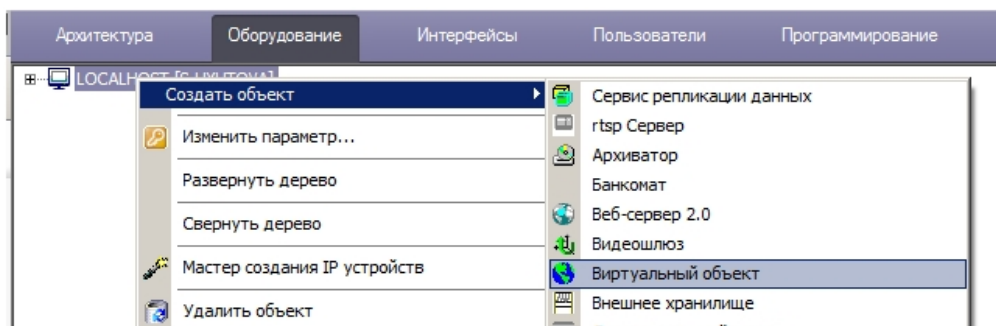 Архитектура Оборудование Интерфейсы Пользователи Программирование
LOCALHOST
Создать объект
Изменить параметр...
Развернуть дерево
Свернуть дерево
Мастер создания IP устройств
Удалить объект
Сервис репликации данных
rtsp Сервер
Архиватор
Банкомат
Веб-сервер 2.0
Видеошлюз
Виртуальный объект
Внешнее хранилище